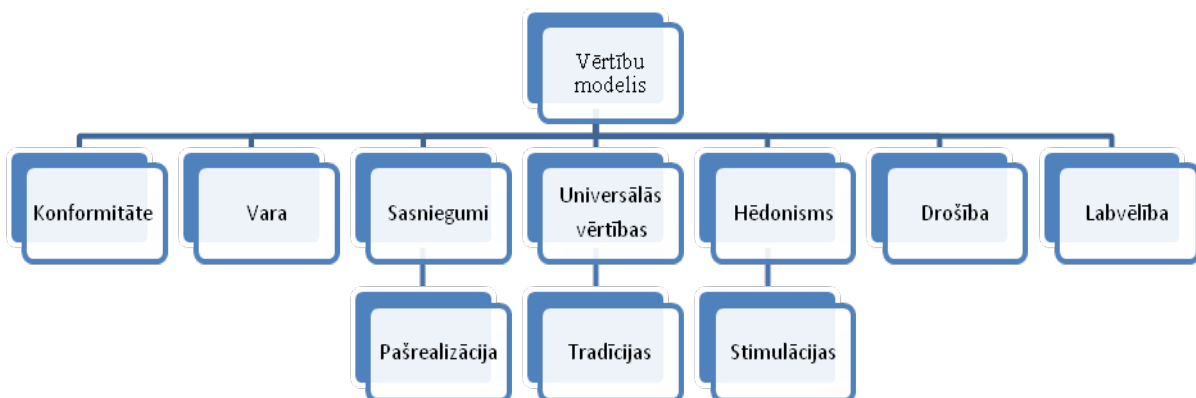 Vērtību
modelis
Konformitāte
Vara
Sasniegumi
Universālās
vērtības
Hēdonisms
Drošība
Labvēlība
Pašrealizācija
Tradīcijas
Stimulācijas